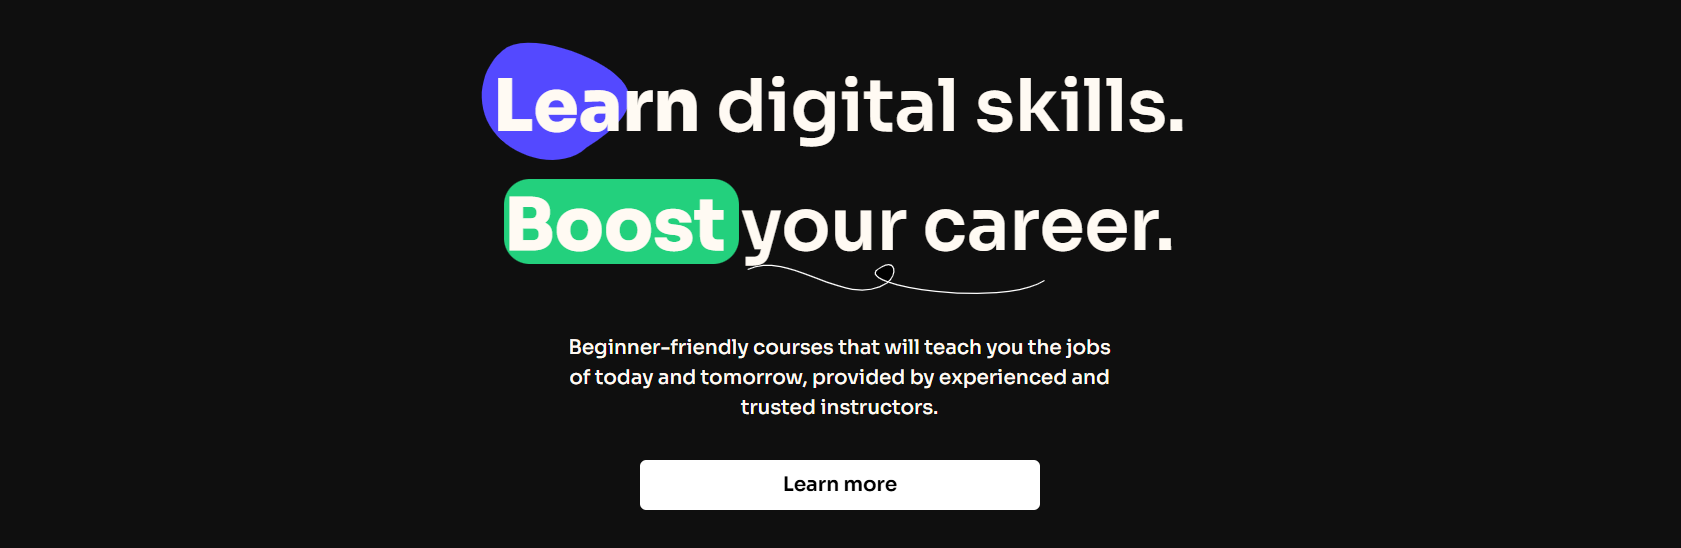 Learn digital skills.
Boost your career.
Beginner-friendly courses that will teach you the jobs
of today and tomorrow, provided by experienced and
trusted instructors.
Learn more